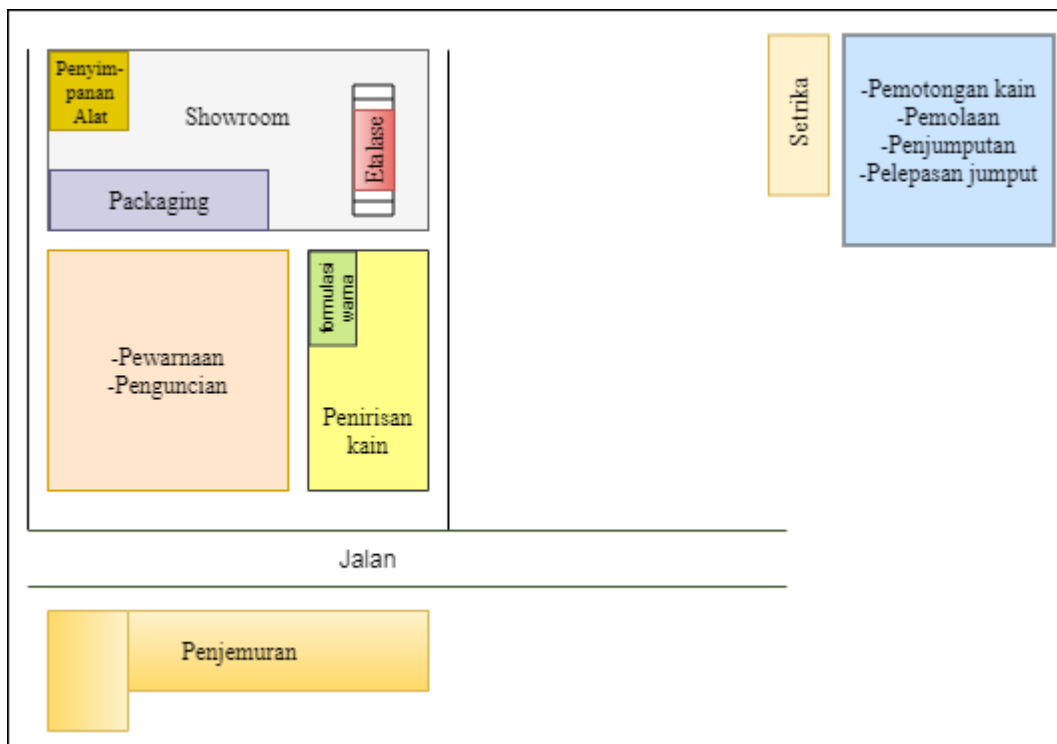 Penyim-
panan
Alat
Showroom
Etalase
Packaging
Setrika
-Pemotongan kain
-Pemolaan
-Penjumputan
-Pelepasan jumput
-Pewarnaan
-Penguncian
formulasi
warna
Penirisan
kain
Jalan
Penjemuran